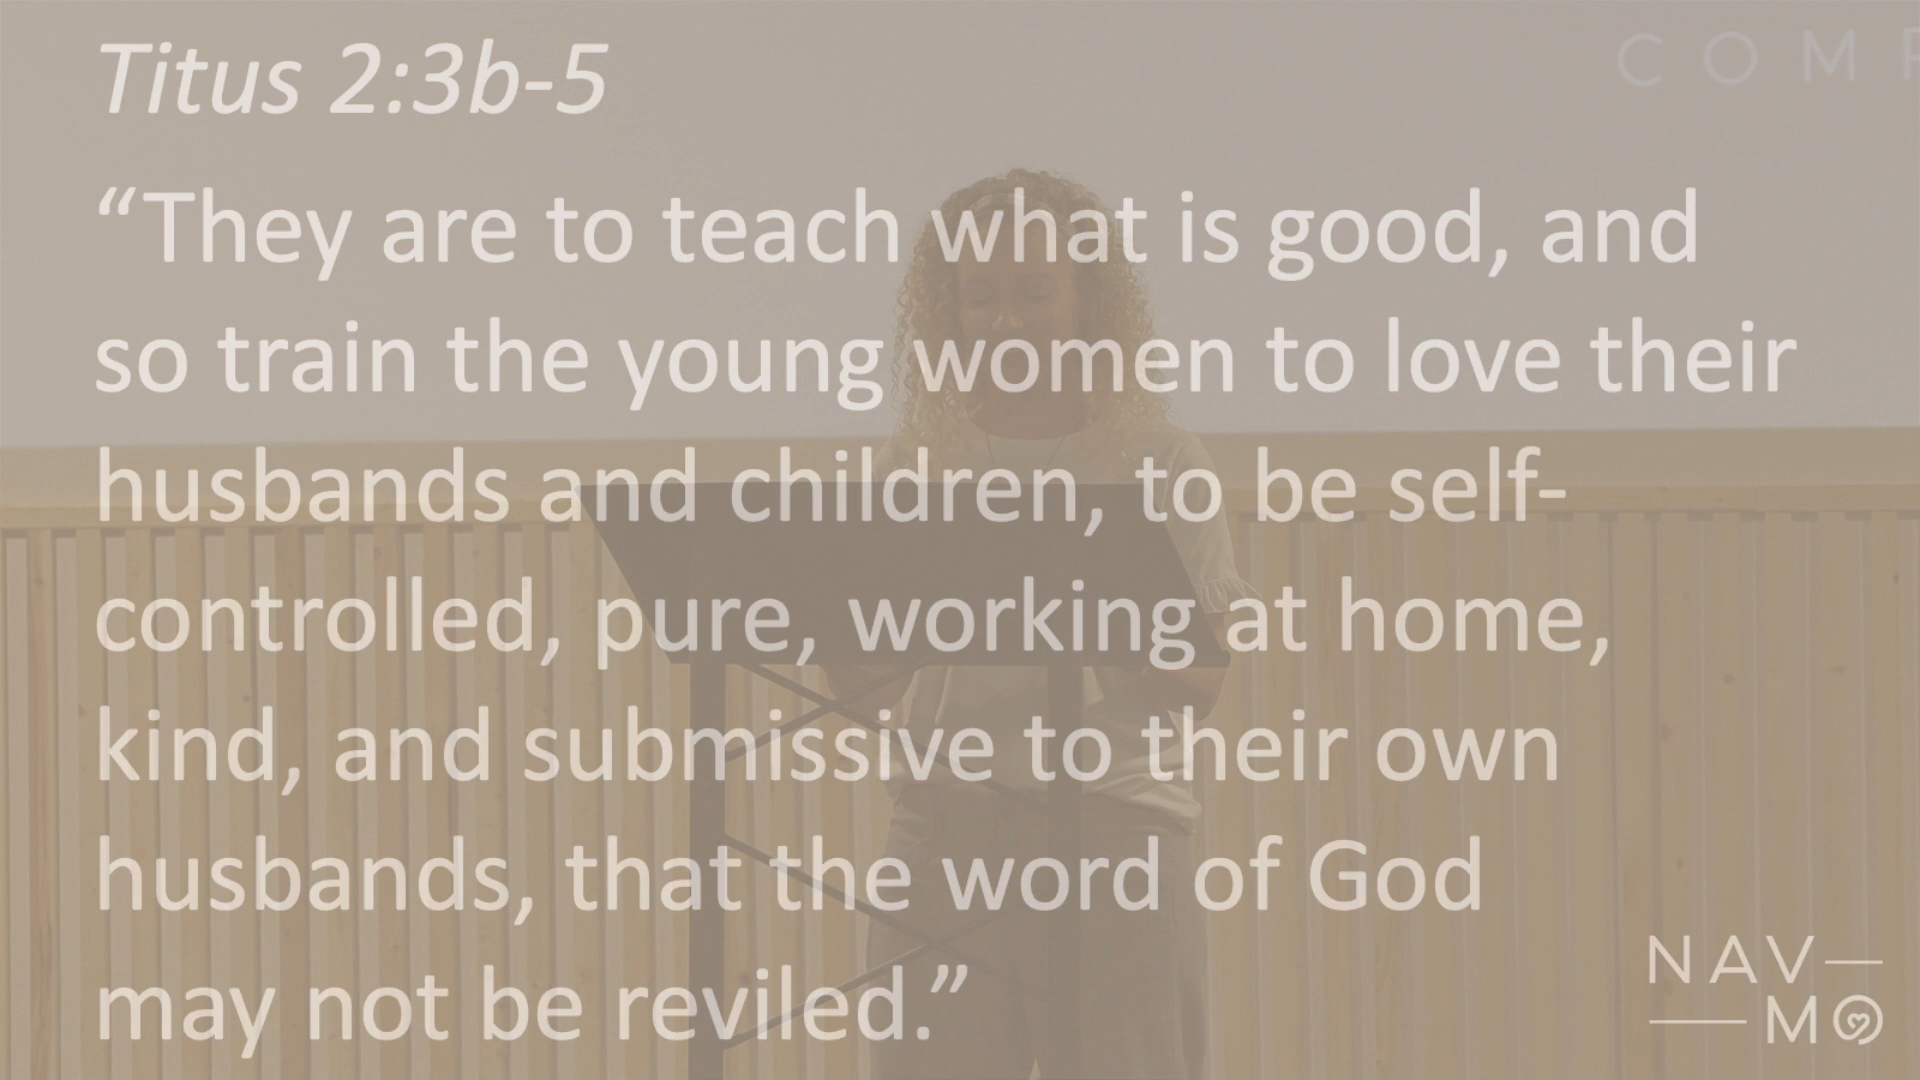 Titus 2:3b-5
COMP
“They are to teach what is good, and
so train the young women to love their
husbands and children, to be self-
controlled, pure, working at home,
kind, and submissive to their own
husbands, that the word of God
may not be reviled.”
NAV
MO